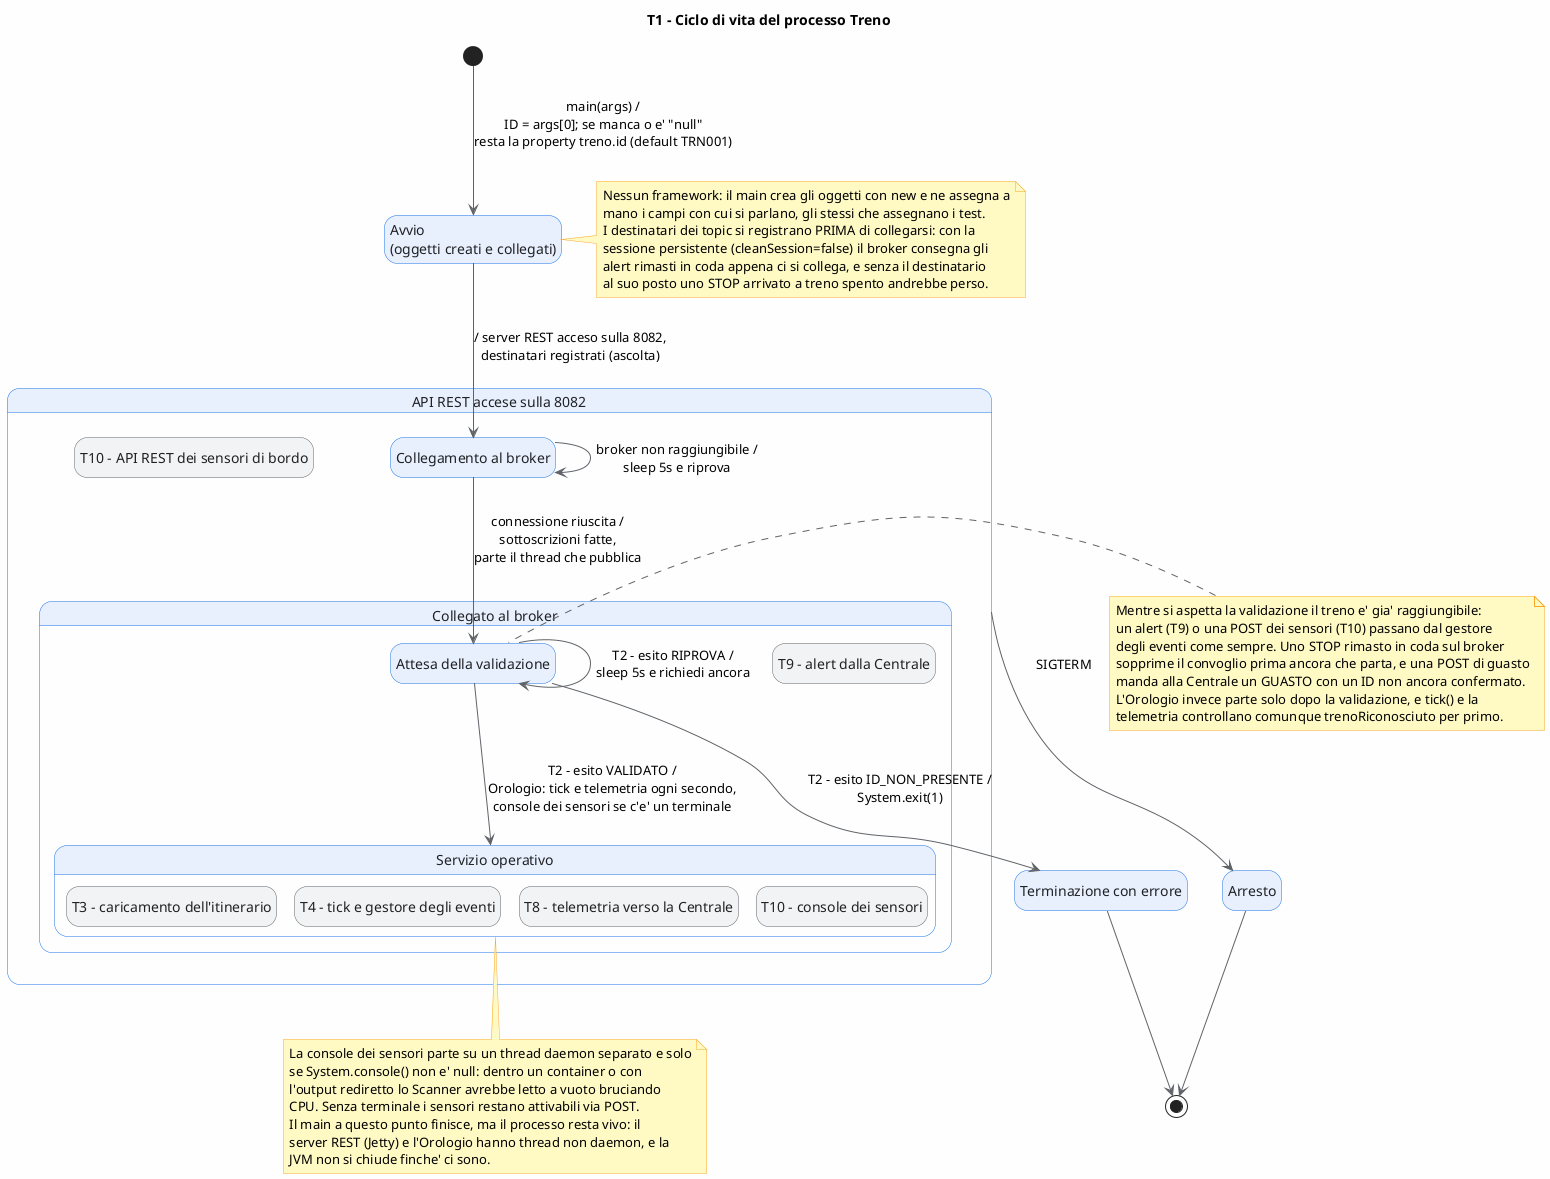 T1 - Ciclo di vita del processo Treno
main(args) /
ID = args[0]; se manca o e' "null"
resta la property treno.id (default TRN001)
Avvio
(oggetti creati e collegati)
Nessun framework: il main crea gli oggetti con new e ne assegna a
mano i campi con cui si parlano, gli stessi che assegnano i test.
I destinatari dei topic si registrano PRIMA di collegarsi: con la
sessione persistente (cleanSession=false) il broker consegna gli
alert rimasti in coda appena ci si collega, e senza il destinatario
al suo posto uno STOP arrivato a treno spento andrebbe perso.
/ server REST acceso sulla 8082,
destinatari registrati (ascolta)
API REST accese sulla 8082
T10 - API REST dei sensori di bordo
Collegamento al broker
broker non raggiungibile /
sleep 5s e riprova
connessione riuscita /
sottoscrizioni fatte,
parte il thread che pubblica
Collegato al broker
Attesa della validazione
T2 - esito RIPROVA /
sleep 5s e richiedi ancora
T9 - alert dalla Centrale
SIGTERM
Mentre si aspetta la validazione il treno e' gia' raggiungibile:
un alert (T9) o una POST dei sensori (T10) passano dal gestore
degli eventi come sempre. Uno STOP rimasto in coda sul broker
sopprime il convoglio prima ancora che parta, e una POST di guasto
manda alla Centrale un GUASTO con un ID non ancora confermato.
L'Orologio invece parte solo dopo la validazione, e tick() e la
telemetria controllano comunque trenoRiconosciuto per primo.
T2 - esito VALIDATO /
Orologio: tick e telemetria ogni secondo,
console dei sensori se c'e' un terminale
T2 - esito ID_NON_PRESENTE /
System.exit(1)
Servizio operativo
T3 - caricamento dell'itinerario
T4 - tick e gestore degli eventi
T8 - telemetria verso la Centrale
T10 - console dei sensori
Terminazione con errore
Arresto
La console dei sensori parte su un thread daemon separato e solo
se System.console() non e' null: dentro un container o con
l'output rediretto lo Scanner avrebbe letto a vuoto bruciando
CPU. Senza terminale i sensori restano attivabili via POST.
Il main a questo punto finisce, ma il processo resta vivo: il
server REST (Jetty) e l'Orologio hanno thread non daemon, e la
JVM non si chiude finche' ci sono.